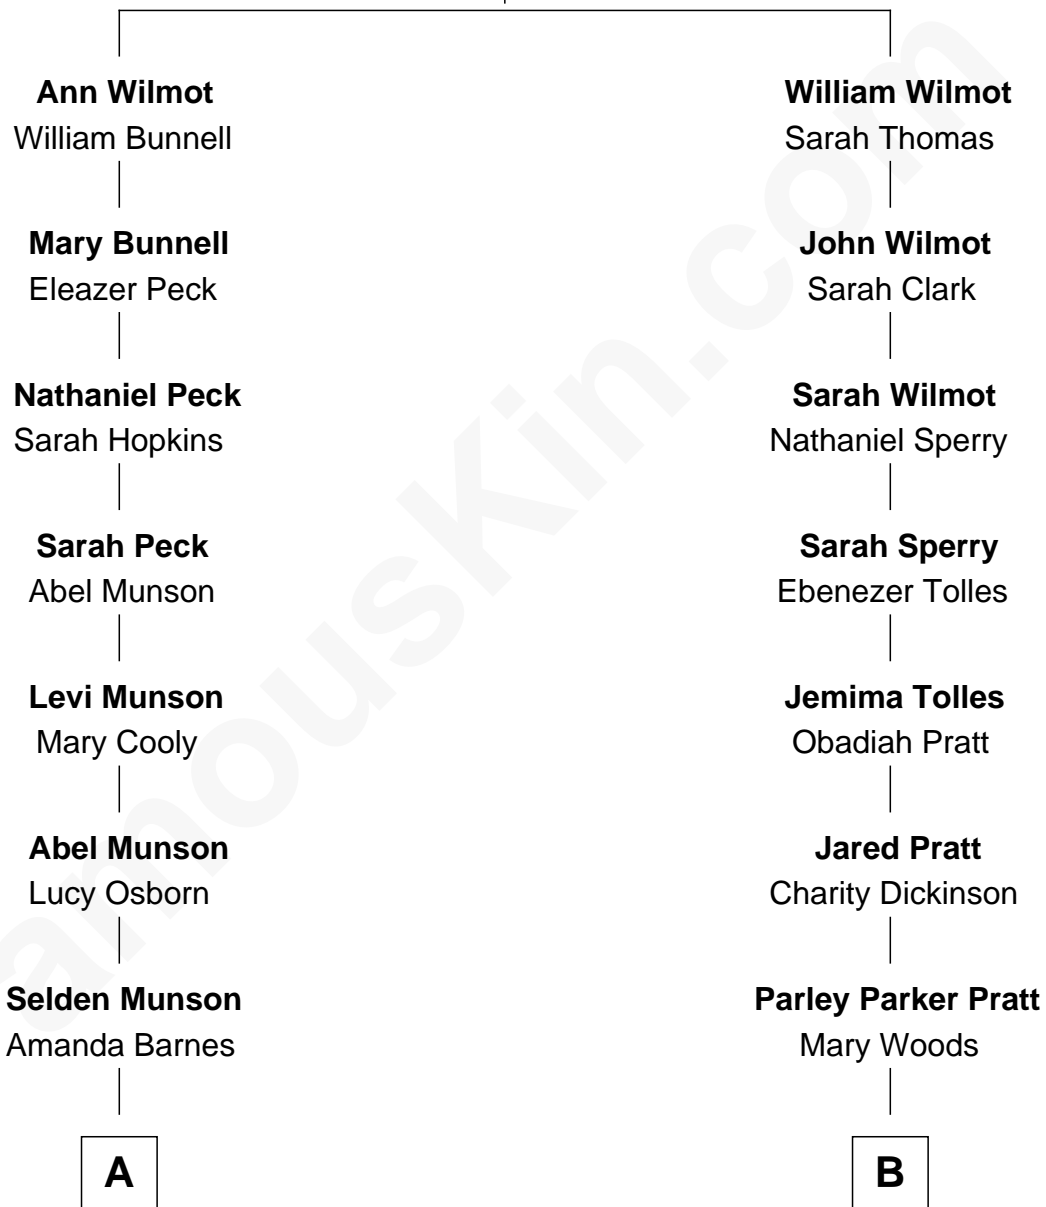 Ann Wilmot
William Bunnell
Mary Bunnell
Eleazer Peck
Nathaniel Peck
Sarah Hopkins
Sarah Peck
Abel Munson
Levi Munson
Mary Cooly
Abel Munson
Lucy Osborn
Selden Munson
Amanda Barnes
A
William Wilmot
Sarah Thomas
John Wilmot
Sarah Clark
Sarah Wilmot
Nathaniel Sperry
Sarah Sperry
Ebenezer Tolles
Jemima Tolles
Obadiah Pratt
Jared Pratt
Charity Dickinson
Parley Parker Pratt
Mary Woods
B
amouskin.com